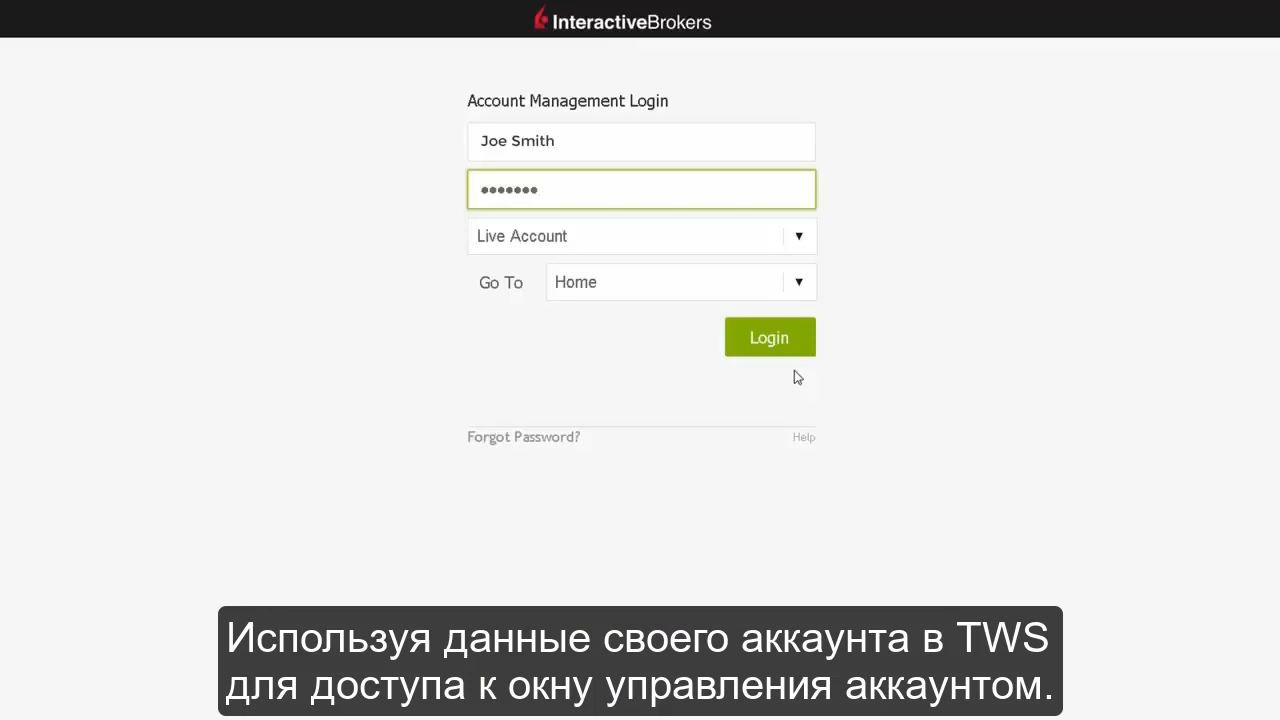 InteractiveBrokers
Account Management Login
Joe Smith
•••••••
Live Account ▼
Go To Home ▼
Login
Forgot Password? Help
Используя данные своего аккаунта в TWS
для доступа к окну управления аккаунтом.